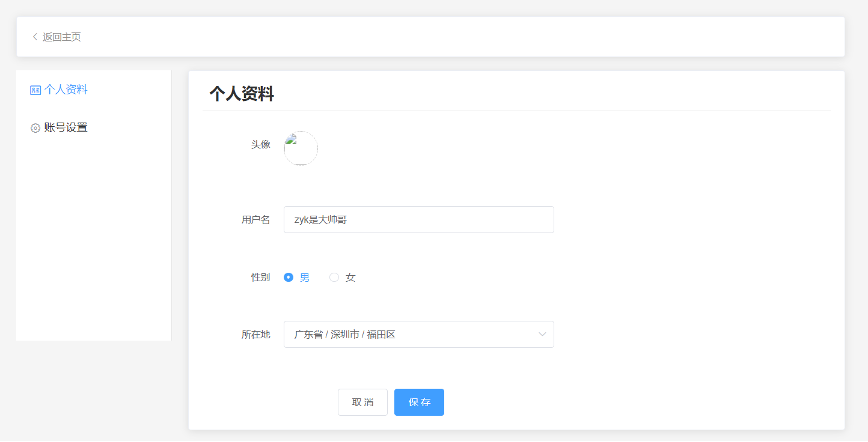 返回主页
个人资料
账号设置
个人资料
头像
用户名
zyk是大帅哥
性别
男 女
所在地
广东省 / 深圳市 / 福田区
取消 保存